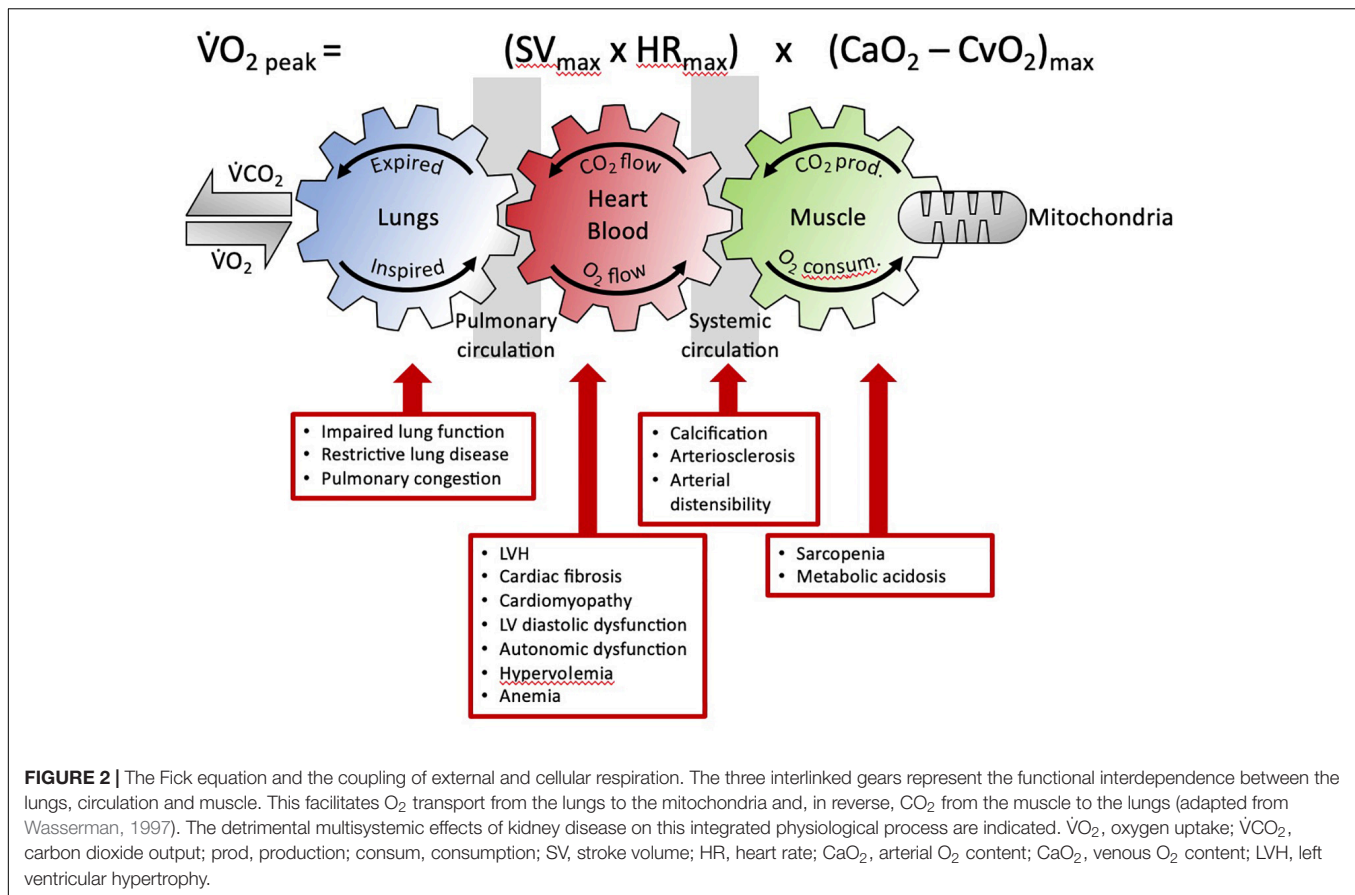 V̇O₂ peak = (SVmax x HRmax) x (CaO₂ – CvO₂)max
V̇CO₂
V̇O₂
Expired
Lungs
Inspired
CO₂ flow
Heart
Blood
O₂ flow
CO₂ prod.
Muscle
O₂ consum.
Mitochondria
Pulmonary
circulation
Systemic
circulation
• Impaired lung function
• Restrictive lung disease
• Pulmonary congestion
• LVH
• Cardiac fibrosis
• Cardiomyopathy
• LV diastolic dysfunction
• Autonomic dysfunction
• Hypervolemia
• Anemia
• Calcification
• Arteriosclerosis
• Arterial
distensibility
• Sarcopenia
• Metabolic acidosis
FIGURE 2 | The Fick equation and the coupling of external and cellular respiration. The three interlinked gears represent the functional interdependence between the
lungs, circulation and muscle. This facilitates O₂ transport from the lungs to the mitochondria and, in reverse, CO₂ from the muscle to the lungs (adapted from
Wasserman, 1997). The detrimental multisystemic effects of kidney disease on this integrated physiological process are indicated. V̇O₂, oxygen uptake; V̇CO₂,
carbon dioxide output; prod, production; consum, consumption; SV, stroke volume; HR, heart rate; CaO₂, arterial O₂ content; CaO₂, venous O₂ content; LVH, left
ventricular hypertrophy.